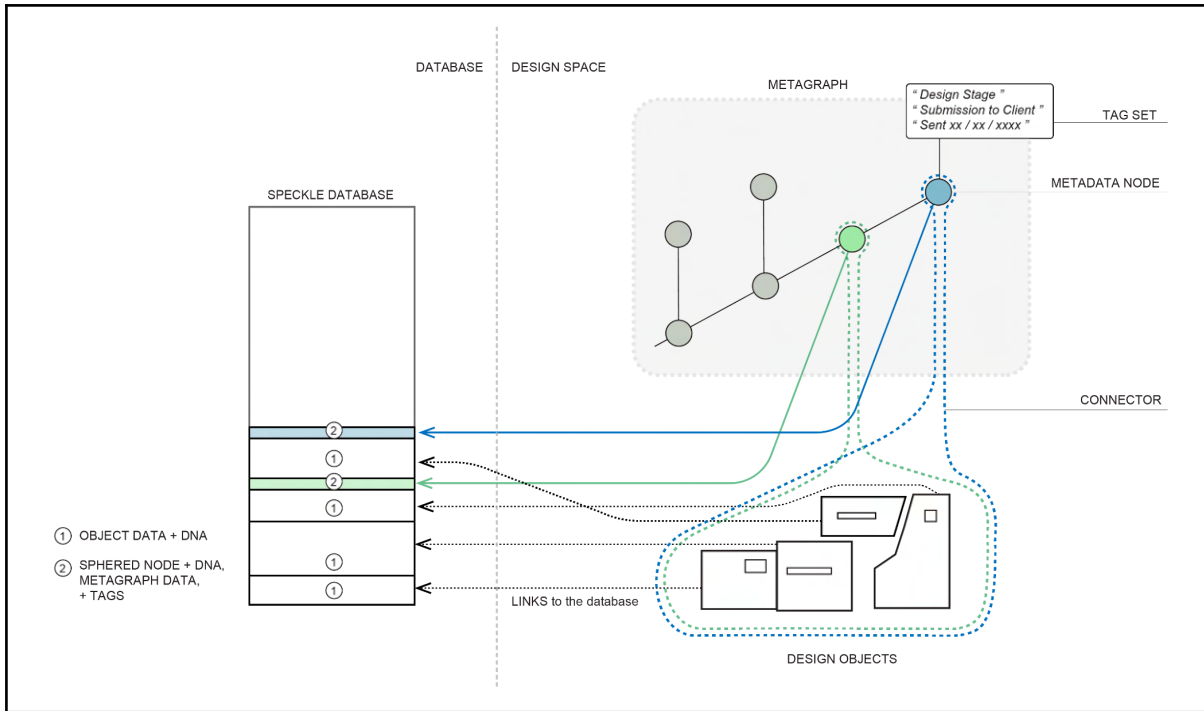 DATABASE
DESIGN SPACE
METAGRAPH
“ Design Stage ”
“ Submission to Client ”
“ Sent xx / xx / xxxx ”
TAG SET
METADATA NODE
SPECKLE DATABASE
CONNECTOR
2
1
2
1
1 OBJECT DATA + DNA
1
2 SPHERED NODE + DNA,
METAGRAPH DATA,
+ TAGS
1
LINKS to the database
DESIGN OBJECTS